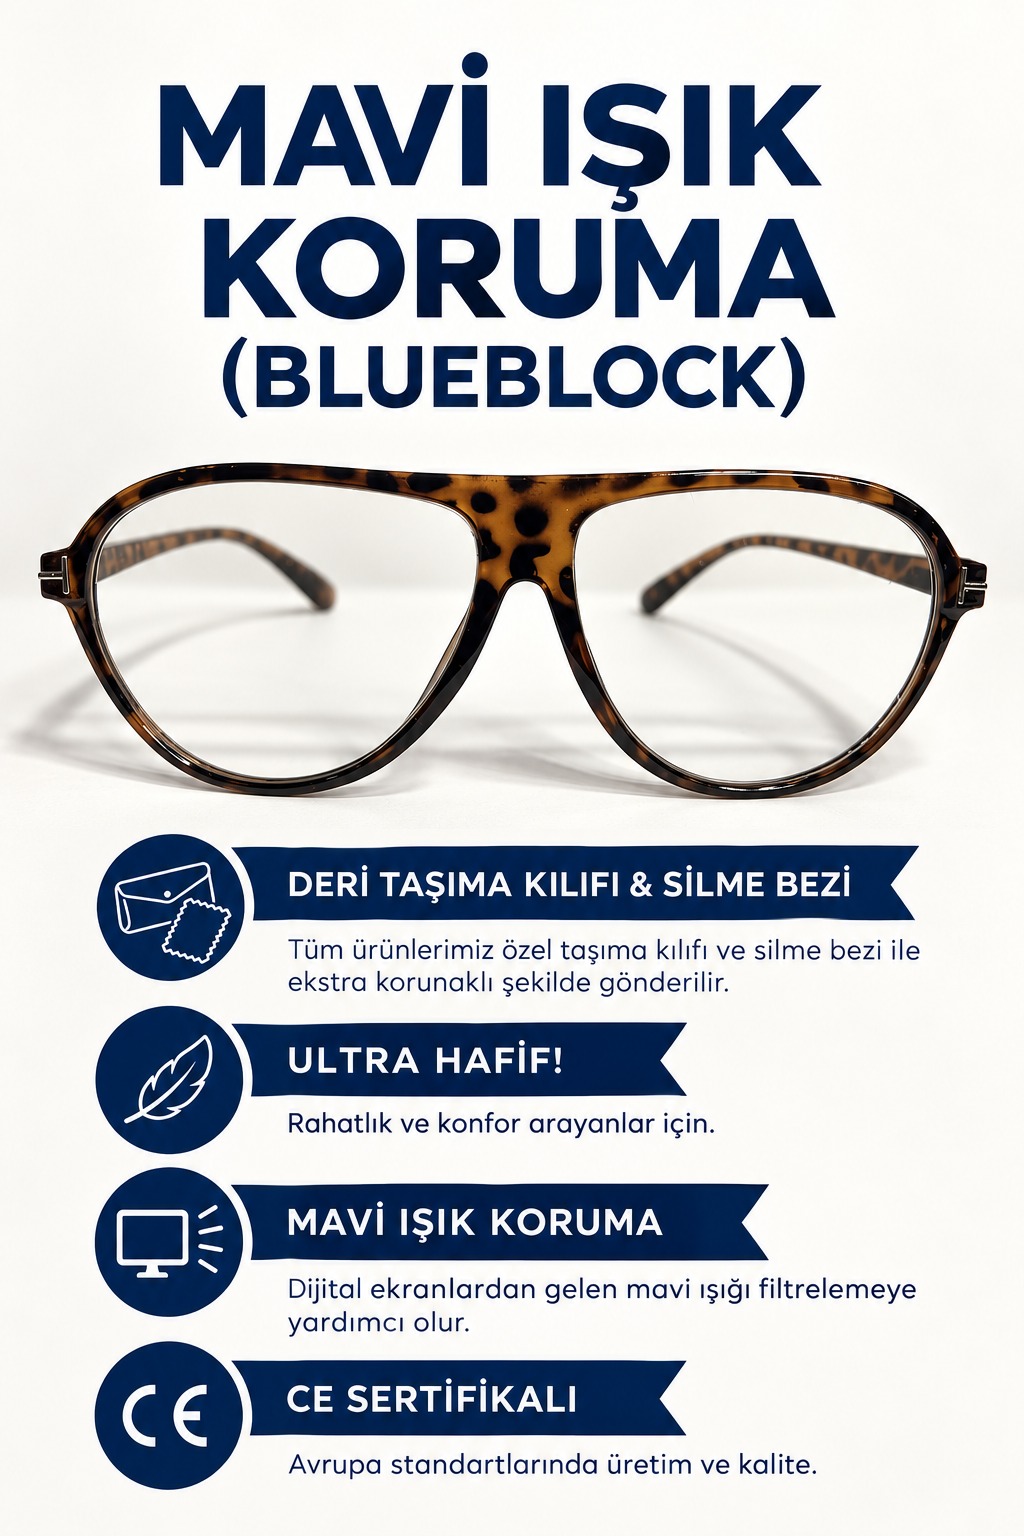 MAVİ IŞIK
KORUMA
(BLUEBLOCK)
DERİ TAŞIMA KILIFI & SİLME BEZİ
Tüm ürünlerimiz özel taşıma kılıfı ve silme bezi ile
ekstra korunaklı şekilde gönderilir.
ULTRA HAFİF!
Rahatlık ve konfor arayanlar için.
MAVİ IŞIK KORUMA
Dijital ekranlardan gelen mavi ışığı filtrelemeye
yardımcı olur.
CE
CE SERTİFİKALI
Avrupa standartlarında üretim ve kalite.